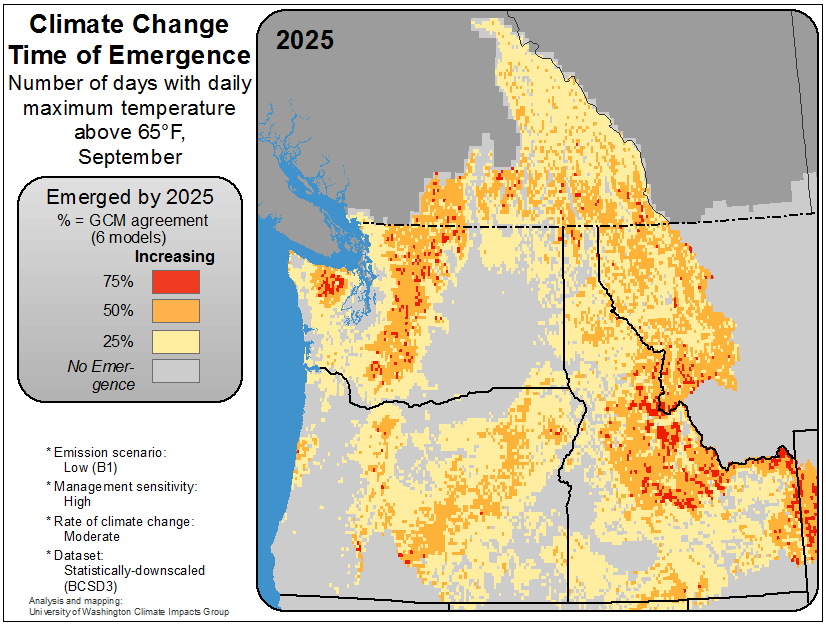 Climate Change
Time of Emergence
Number of days with daily
maximum temperature
above 65°F,
September
2025
Emerged by 2025
% = GCM agreement
(6 models)
Increasing
75%
50%
25%
No Emer-
gence
* Emission scenario:
Low (B1)
* Management sensitivity:
High
* Rate of climate change:
Moderate
* Dataset:
Statistically-downscaled
(BCSD3)
Analysis and mapping:
University of Washington Climate Impacts Group